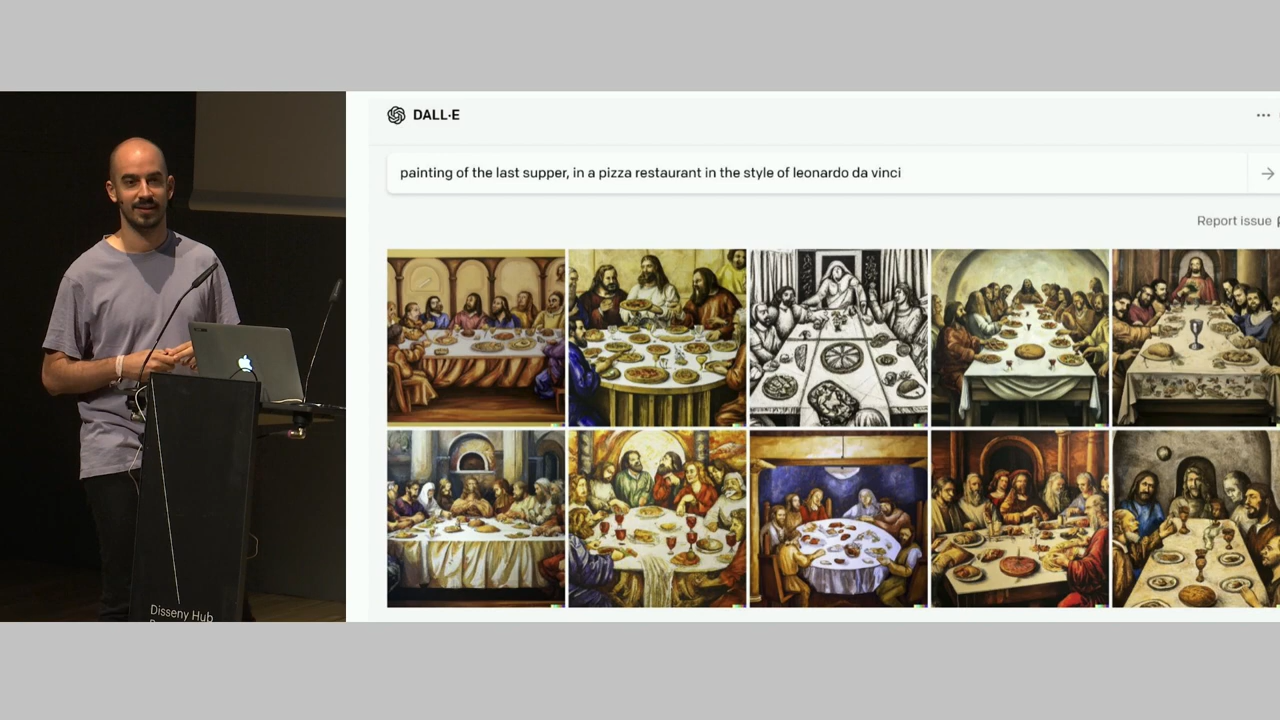 DALL·E
painting of the last supper, in a pizza restaurant in the style of leonardo da vinci
Report issue
Disseny Hub